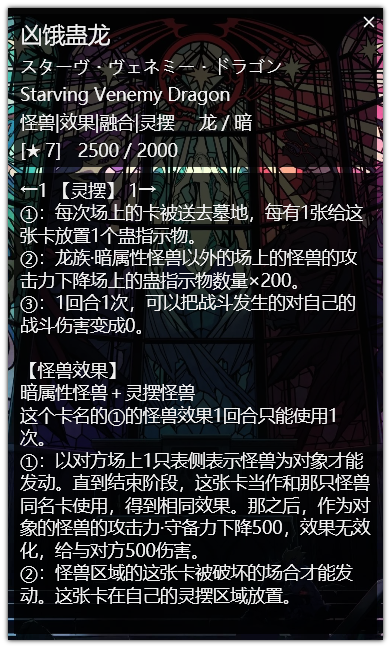 凶饿蛊龙
スターヴ・ヴェネミー・ドラゴン
Starving Venemy Dragon
怪兽|效果|融合|灵摆 龙 / 暗
[★ 7] 2500 / 2000
←1 【灵摆】 1→
①：每次场上的卡被送去墓地，每有1张给这
张卡放置1个蛊指示物。
②：龙族·暗属性怪兽以外的场上的怪兽的攻
击力下降场上的蛊指示物数量×200。
③：1回合1次，可以把战斗发生的对自己的
战斗伤害变成0。
【怪兽效果】
暗属性怪兽＋灵摆怪兽
这个卡名的①的怪兽效果1回合只能使用1
次。
①：以对方场上1只表侧表示怪兽为对象才能
发动。直到结束阶段，这张卡当作和那只怪兽
同名卡使用，得到相同效果。那之后，作为对
象的怪兽的攻击力·守备力下降500，效果无效
化，给与对方500伤害。
②：怪兽区域的这张卡被破坏的场合才能发
动。这张卡在自己的灵摆区域放置。